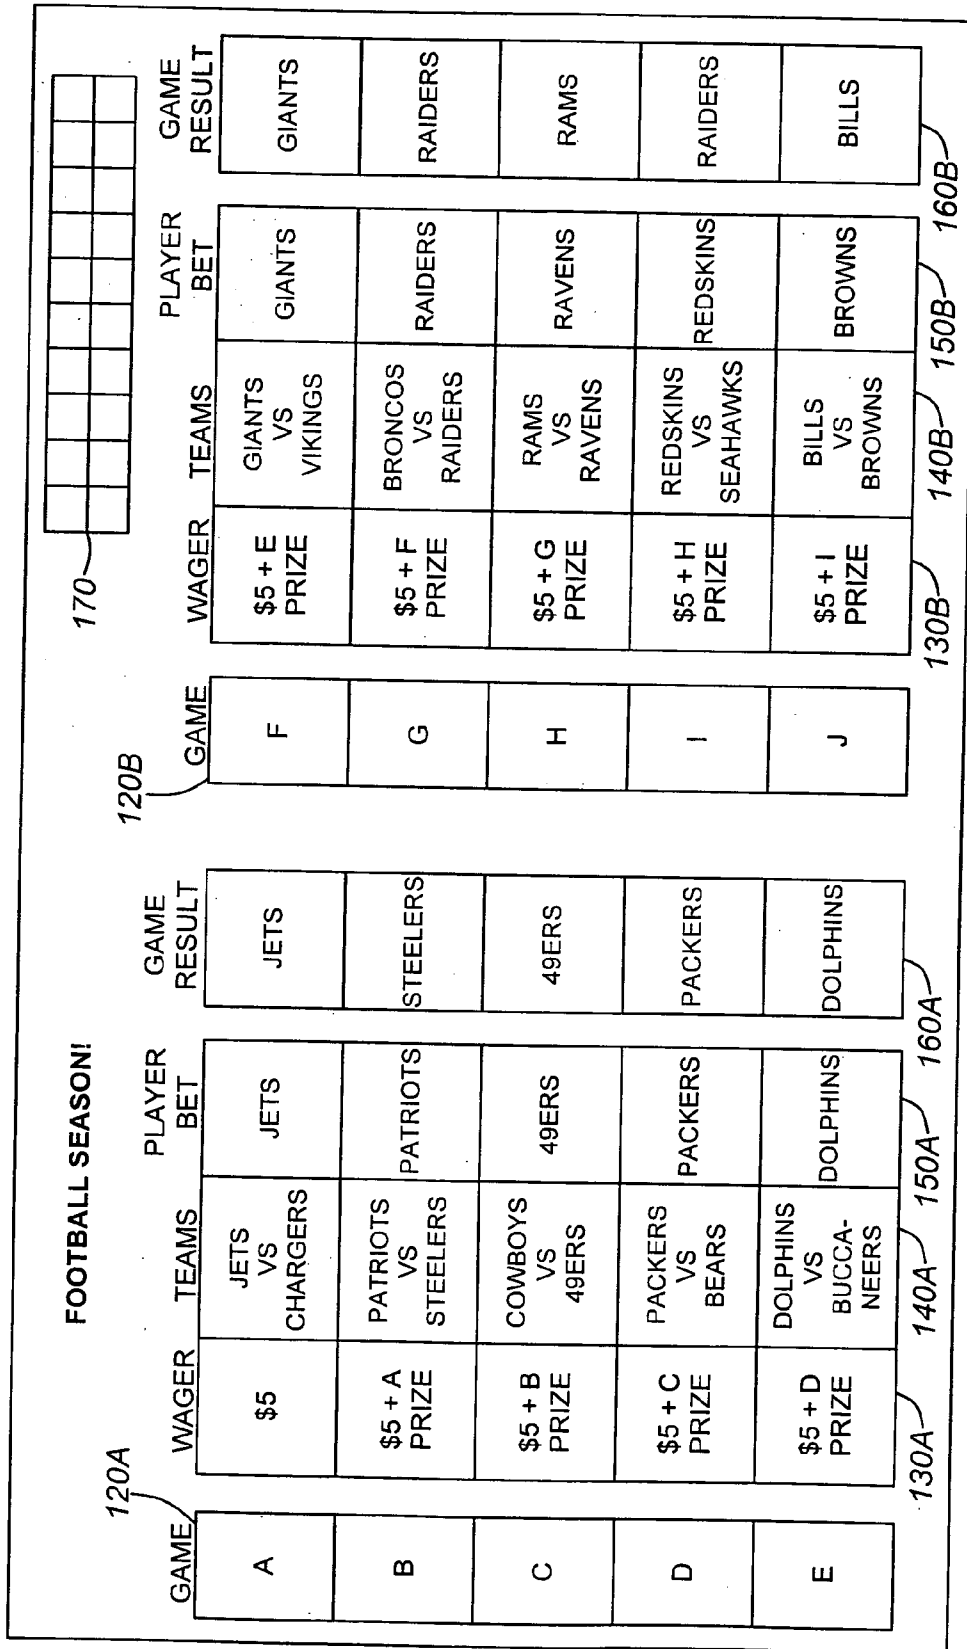 FOOTBALL SEASON!
170
120A
120B
GAME
WAGER
TEAMS
PLAYER
BET
GAME
RESULT
A
$5
JETS
VS
CHARGERS
JETS
JETS
B
$5 + A
PRIZE
PATRIOTS
VS
STEELERS
PATRIOTS
STEELERS
C
$5 + B
PRIZE
COWBOYS
VS
49ERS
49ERS
49ERS
D
$5 + C
PRIZE
PACKERS
VS
BEARS
PACKERS
PACKERS
E
$5 + D
PRIZE
DOLPHINS
VS
BUCCA-
NEERS
DOLPHINS
DOLPHINS
130A
140A
150A
160A
GAME
WAGER
TEAMS
PLAYER
BET
GAME
RESULT
F
$5 + E
PRIZE
GIANTS
VS
VIKINGS
GIANTS
GIANTS
G
$5 + F
PRIZE
BRONCOS
VS
RAIDERS
RAIDERS
RAIDERS
H
$5 + G
PRIZE
RAMS
VS
RAVENS
RAVENS
RAMS
I
$5 + H
PRIZE
REDSKINS
VS
SEAHAWKS
REDSKINS
RAIDERS
J
$5 + I
PRIZE
BILLS
VS
BROWNS
BROWNS
BILLS
130B
140B
150B
160B